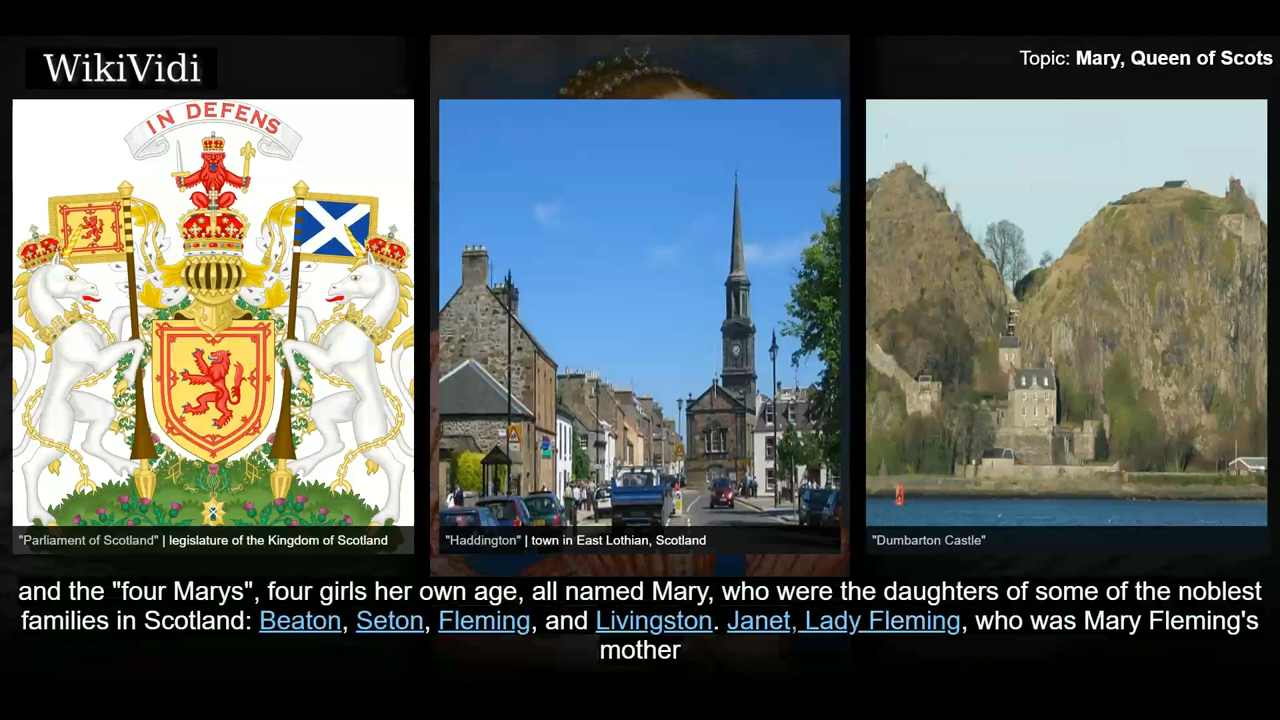 WikiVidi
Topic: Mary, Queen of Scots
IN DEFENS
"Parliament of Scotland" | legislature of the Kingdom of Scotland
"Haddington" | town in East Lothian, Scotland
"Dumbarton Castle"
and the "four Marys", four girls her own age, all named Mary, who were the daughters of some of the noblest
families in Scotland: Beaton, Seton, Fleming, and Livingston. Janet, Lady Fleming, who was Mary Fleming's
mother